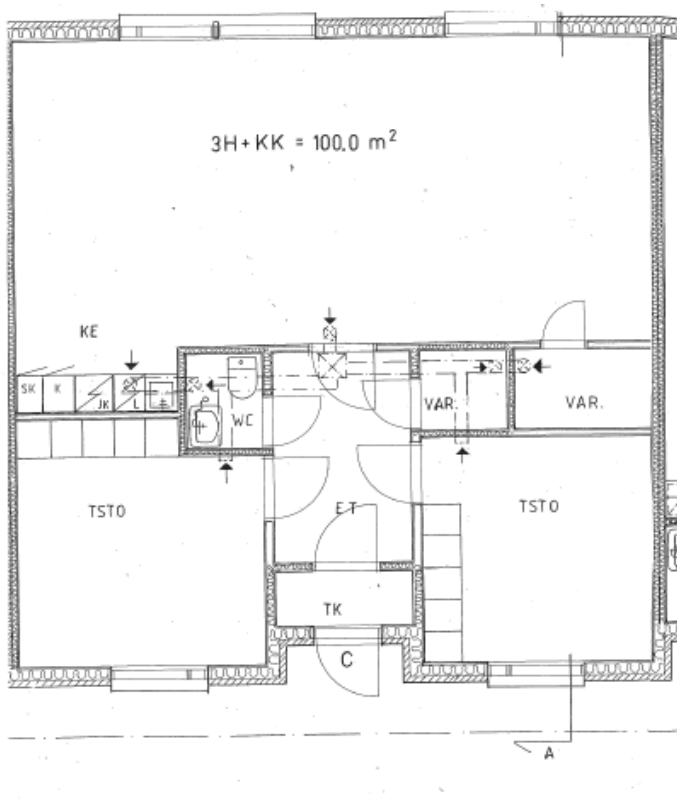 3H+KK = 100.0 m²
KE
SK K JK L
WC
VAR.
VAR.
TSTO
ET
TSTO
TK
C
A